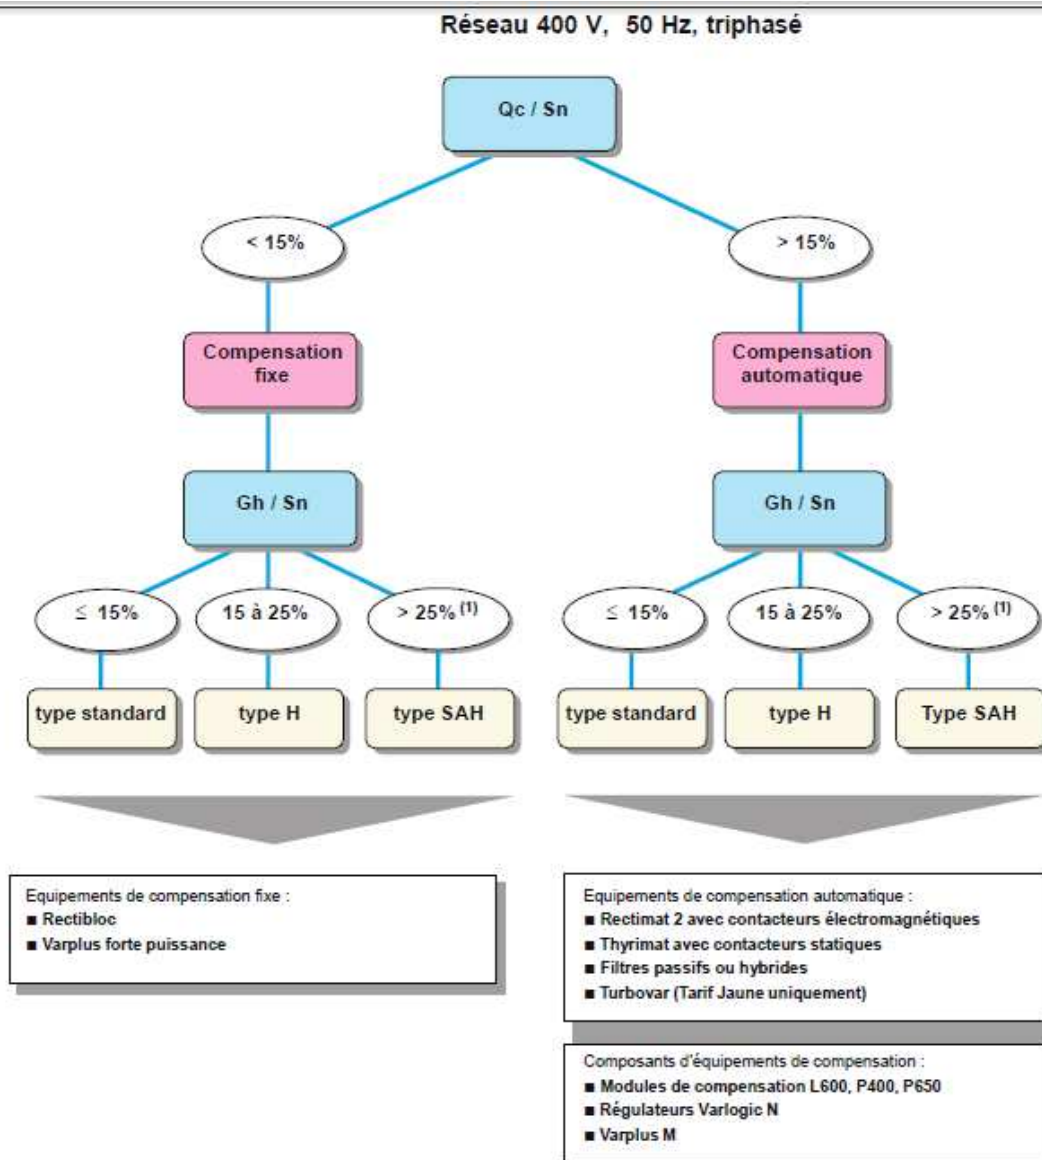 Réseau 400 V, 50 Hz, triphasé
Qc / Sn
< 15%
> 15%
Compensation
fixe
Compensation
automatique
Gh / Sn
Gh / Sn
≤ 15%
15 à 25%
> 25% (1)
≤ 15%
15 à 25%
> 25% (1)
type standard
type H
type SAH
type standard
type H
Type SAH
Equipements de compensation fixe :
■ Rectibloc
■ Varplus forte puissance
Equipements de compensation automatique :
■ Rectimat 2 avec contacteurs électromagnétiques
■ Thyrimat avec contacteurs statiques
■ Filtres passifs ou hybrides
■ Turbovar (Tarif Jaune uniquement)
Composants d'équipements de compensation :
■ Modules de compensation L600, P400, P650
■ Régulateurs Varlogic N
■ Varplus M